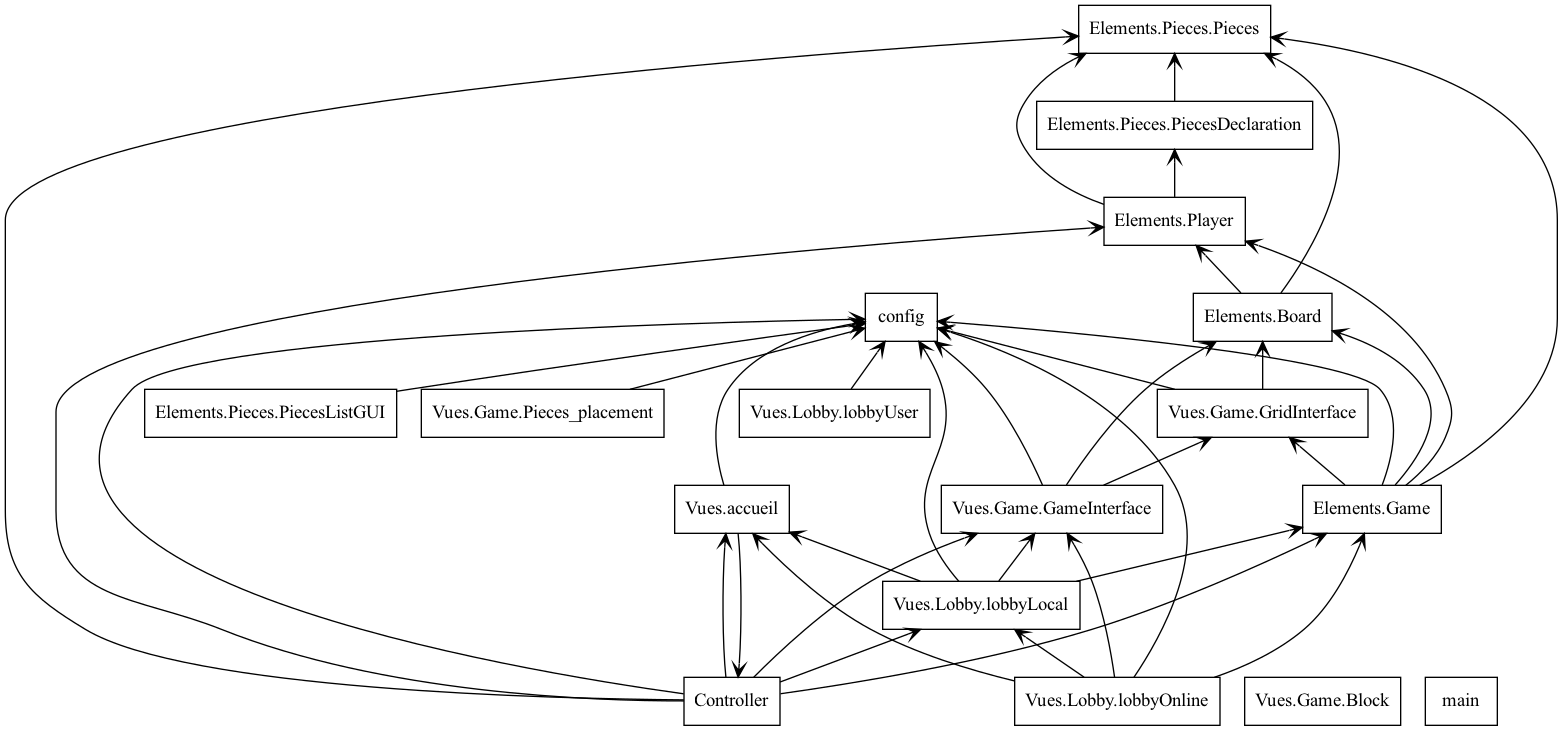 Elements.Pieces.Pieces
Elements.Pieces.PiecesDeclaration
Elements.Player
config
Elements.Board
Elements.Pieces.PiecesListGUI
Vues.Game.Pieces_placement
Vues.Lobby.lobbyUser
Vues.Game.GridInterface
Vues.accueil
Vues.Game.GameInterface
Elements.Game
Vues.Lobby.lobbyLocal
Controller
Vues.Lobby.lobbyOnline
Vues.Game.Block
main